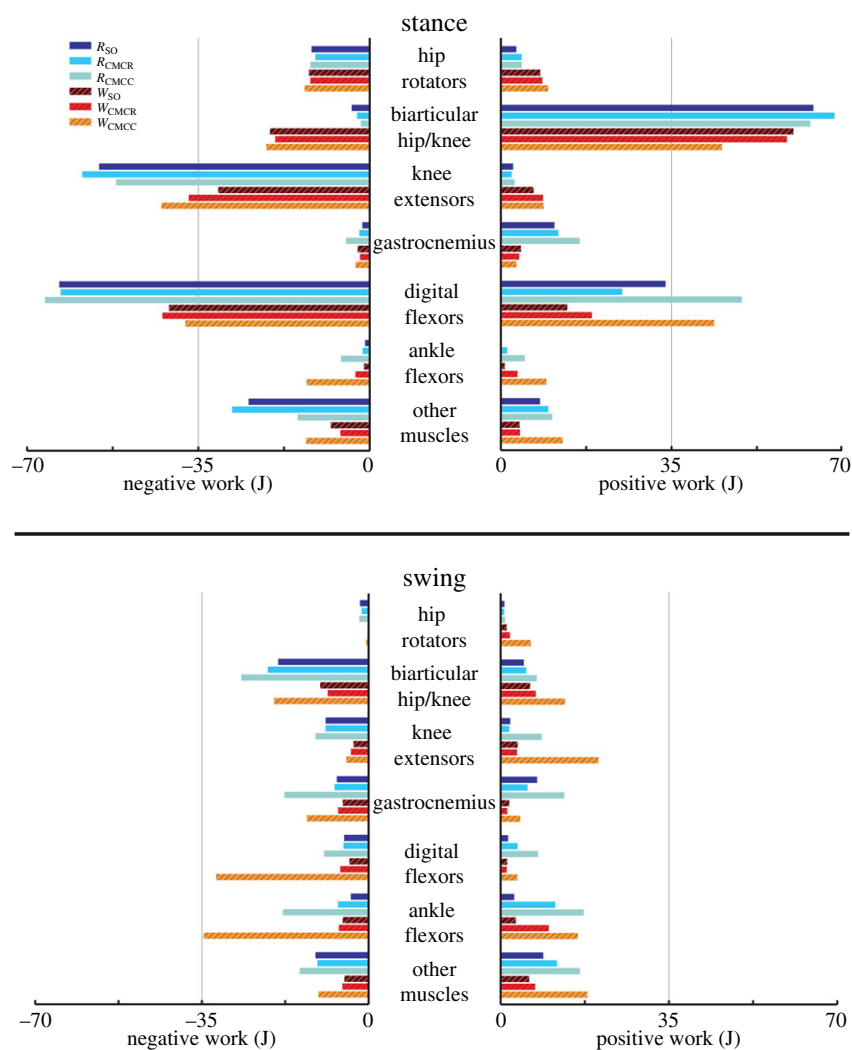 stance
R_SO
R_CMCR
R_CMCC
W_SO
W_CMCR
W_CMCC
hip
rotators
biarticular
hip/knee
knee
extensors
gastrocnemius
digital
flexors
ankle
flexors
other
muscles
−70 −35 0 0 35 70
negative work (J) positive work (J)
swing
hip
rotators
biarticular
hip/knee
knee
extensors
gastrocnemius
digital
flexors
ankle
flexors
other
muscles
−70 −35 0 0 35 70
negative work (J) positive work (J)